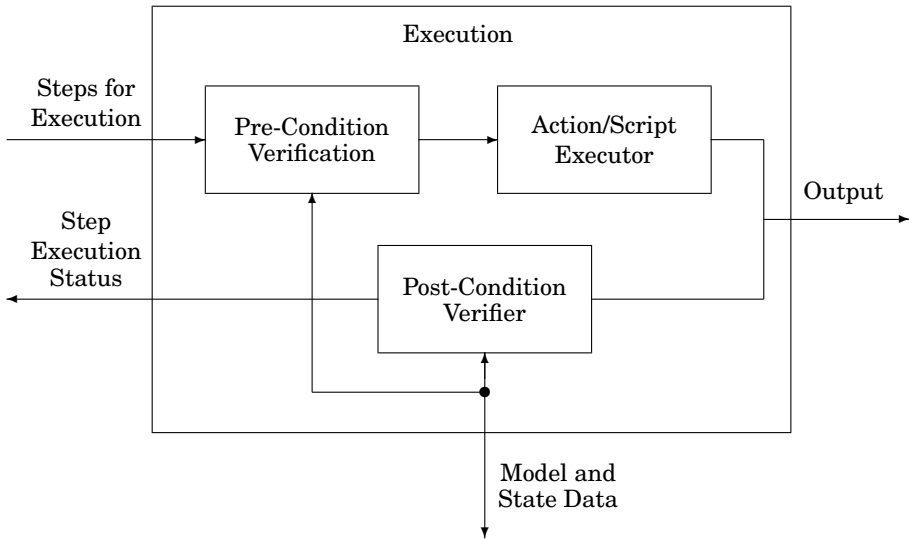 Execution
Steps for
Execution
Pre-Condition
Verification
Action/Script
Executor
Output
Step
Execution
Status
Post-Condition
Verifier
Model and
State Data